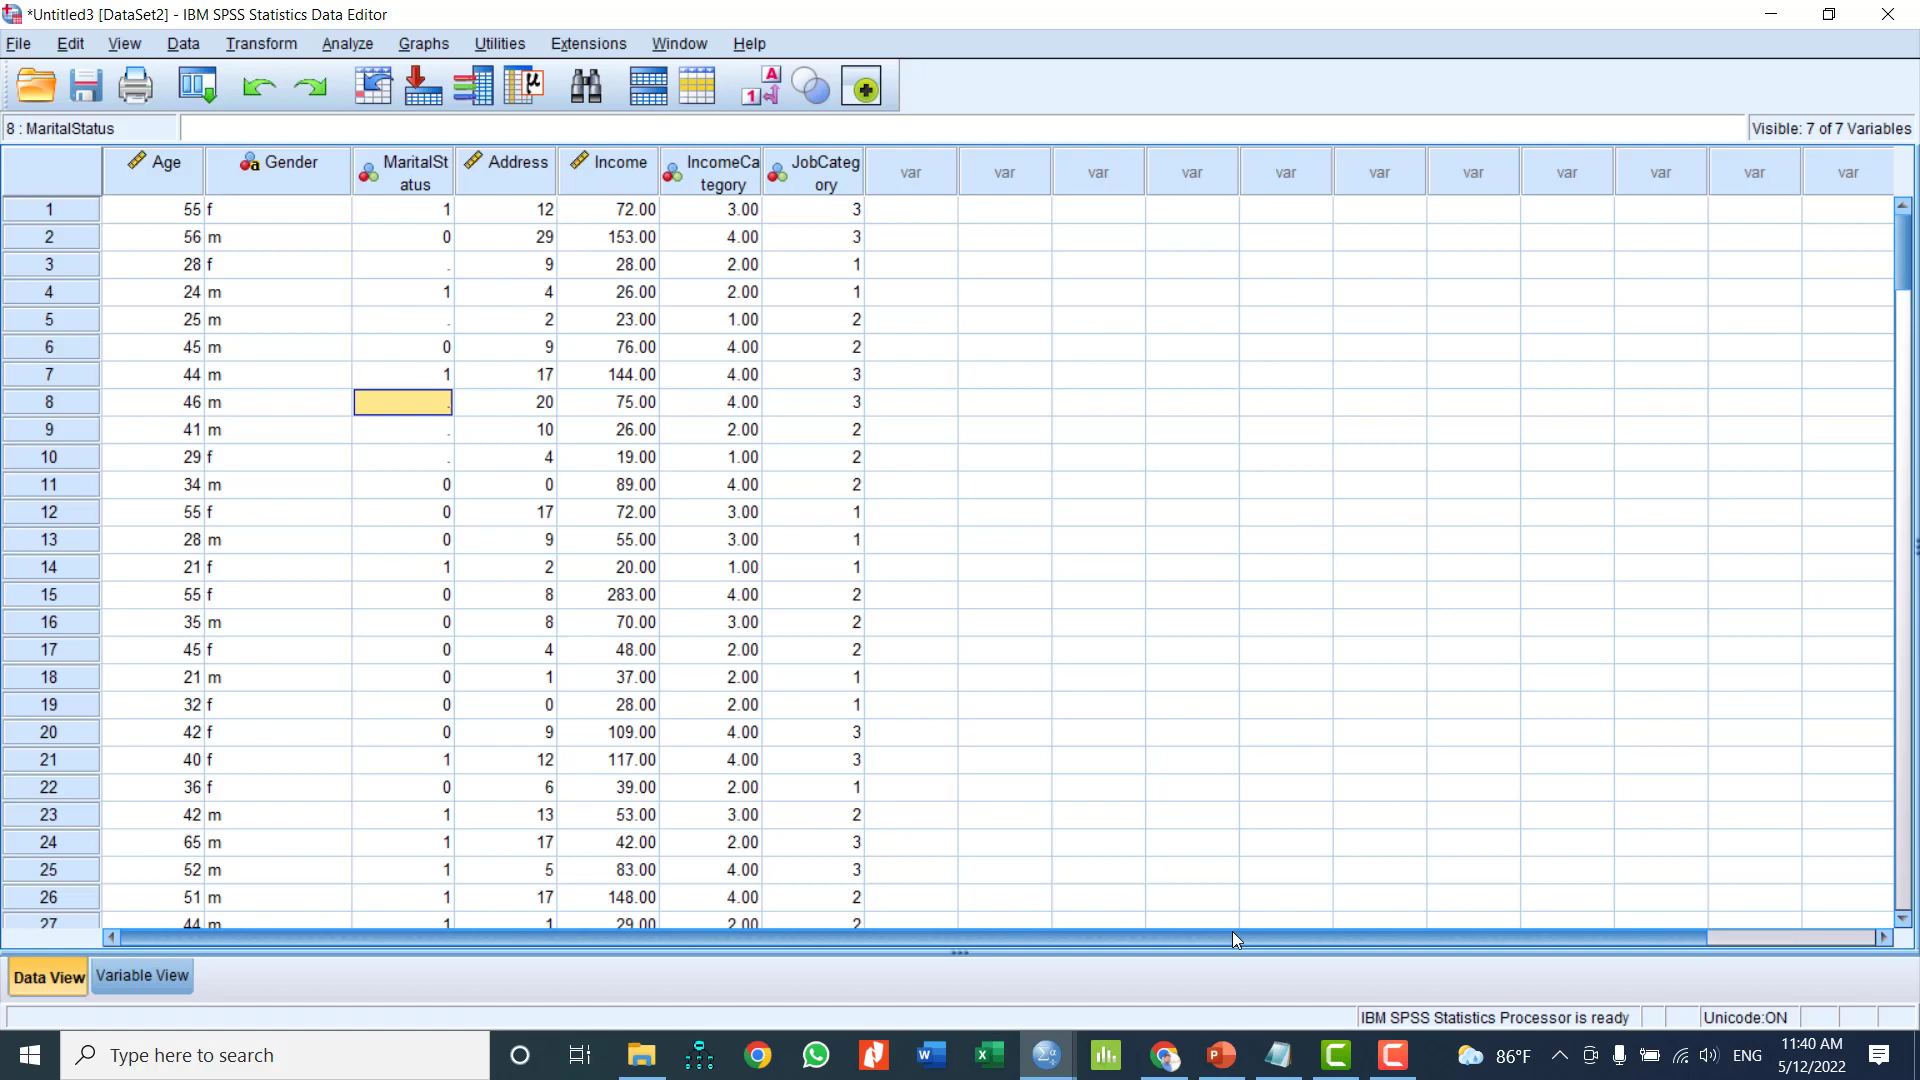 *Untitled3 [DataSet2] - IBM SPSS Statistics Data Editor
File Edit View Data Transform Analyze Graphs Utilities Extensions Window Help
8 : MaritalStatus Visible: 7 of 7 Variables
Age Gender MaritalSt Address Income IncomeCa JobCateg var var var var var var var var var var var
atus tegory ory
1 55 f 1 12 72.00 3.00 3
2 56 m 0 29 153.00 4.00 3
3 28 f . 9 28.00 2.00 1
4 24 m 1 4 26.00 2.00 1
5 25 m . 2 23.00 1.00 2
6 45 m 0 9 76.00 4.00 2
7 44 m 1 17 144.00 4.00 3
8 46 m . 20 75.00 4.00 3
9 41 m . 10 26.00 2.00 2
10 29 f . 4 19.00 1.00 2
11 34 m 0 0 89.00 4.00 2
12 55 f 0 17 72.00 3.00 1
13 28 m 0 9 55.00 3.00 1
14 21 f 1 2 20.00 1.00 1
15 55 f 0 8 283.00 4.00 2
16 35 m 0 8 70.00 3.00 2
17 45 f 0 4 48.00 2.00 2
18 21 m 0 1 37.00 2.00 1
19 32 f 0 0 28.00 2.00 1
20 42 f 0 9 109.00 4.00 3
21 40 f 1 12 117.00 4.00 3
22 36 f 0 6 39.00 2.00 1
23 42 m 1 13 53.00 3.00 2
24 65 m 1 17 42.00 2.00 3
25 52 m 1 5 83.00 4.00 3
26 51 m 1 17 148.00 4.00 2
27 44 m 1 1 29.00 2.00 2
Data View Variable View
IBM SPSS Statistics Processor is ready Unicode:ON
Type here to search 86°F ENG 11:40 AM
5/12/2022